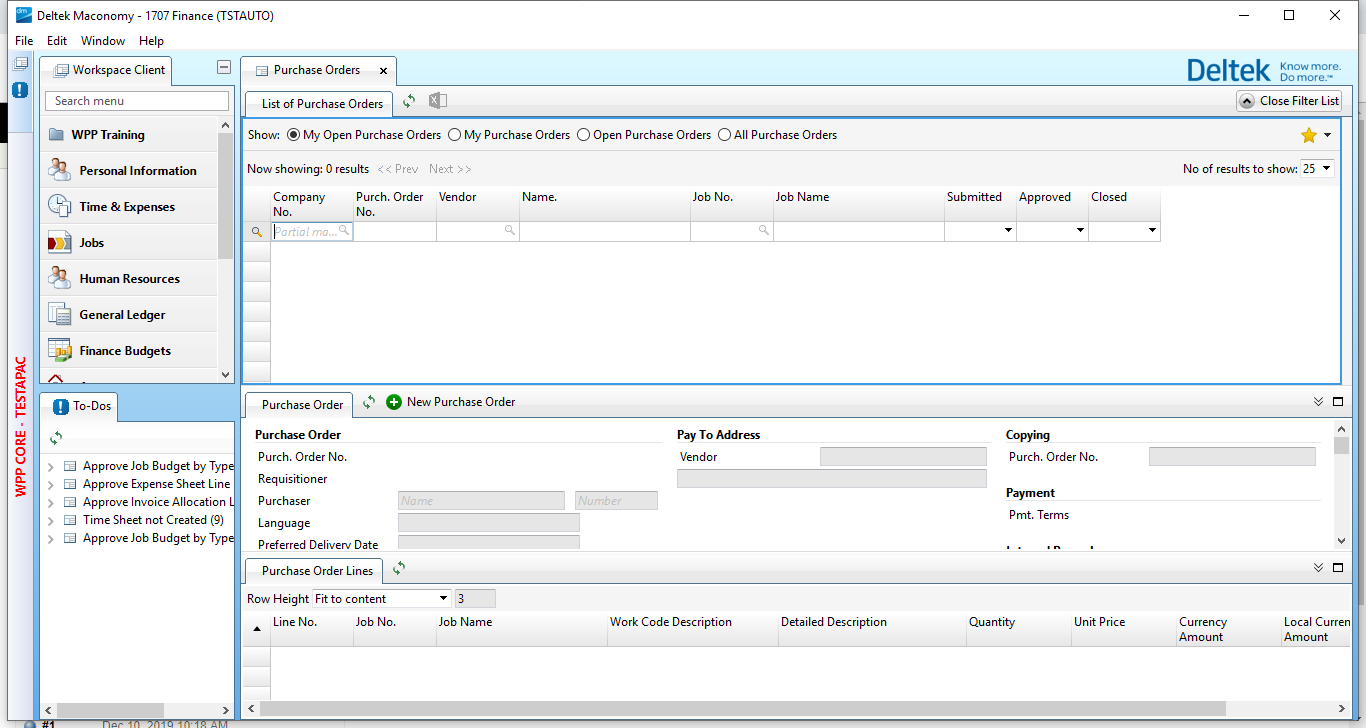 Deltek Maconomy - 1707 Finance (TSTAUTO)
File Edit Window Help
Workspace Client
Search menu
WPP Training
Personal Information
Time & Expenses
Jobs
Human Resources
General Ledger
Finance Budgets
WPP CORE - TESTAPAC
To-Dos
Approve Job Budget by Type
Approve Expense Sheet Line
Approve Invoice Allocation L
Time Sheet not Created (9)
Approve Job Budget by Type
Purchase Orders
Deltek Know more. Do more.™
List of Purchase Orders
Close Filter List
Show: My Open Purchase Orders My Purchase Orders Open Purchase Orders All Purchase Orders
Now showing: 0 results << Prev Next >> No of results to show: 25
Company No. Purch. Order No. Vendor Name. Job No. Job Name Submitted Approved Closed
Partial ma...
Purchase Order New Purchase Order
Purchase Order Pay To Address Copying
Purch. Order No. Vendor Purch. Order No.
Requisitioner
Purchaser Name Number Payment
Language Pmt. Terms
Preferred Delivery Date
Purchase Order Lines
Row Height Fit to content 3
Line No. Job No. Job Name Work Code Description Detailed Description Quantity Unit Price Currency Amount Local Curren Amount
#1 Dec 10, 2019 10:18 AM